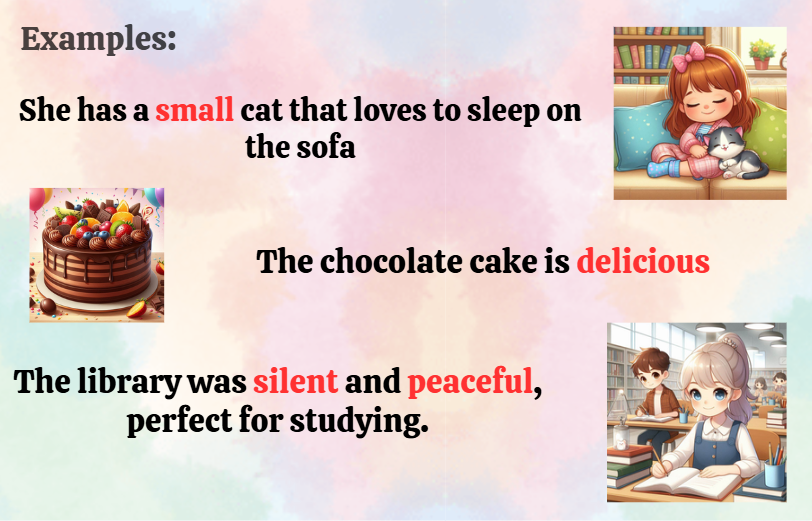 Examples:
She has a small cat that loves to sleep on
the sofa
The chocolate cake is delicious
The library was silent and peaceful,
perfect for studying.